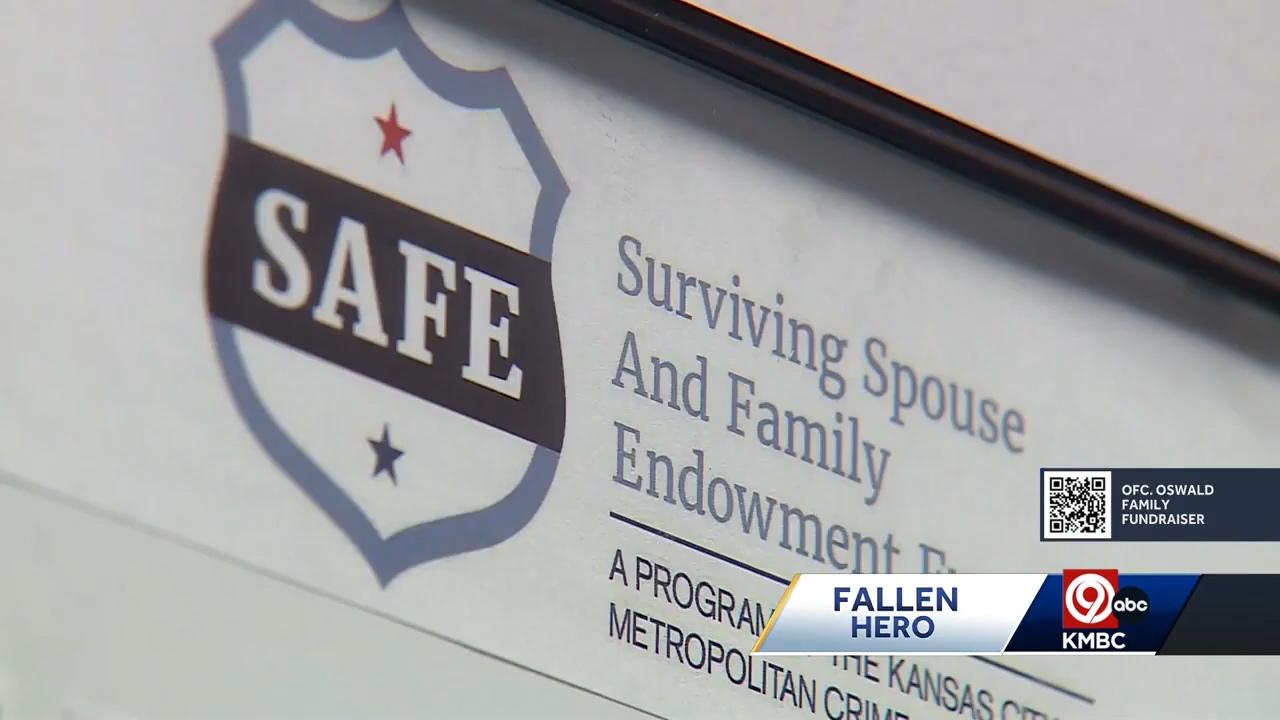 SAFE
Surviving Spouse
And Family
Endowment
A PROGRAM
THE KANSAS CITY
METROPOLITAN CRIME
OFC. OSWALD
FAMILY
FUNDRAISER
FALLEN
HERO
9
abc
KMBC